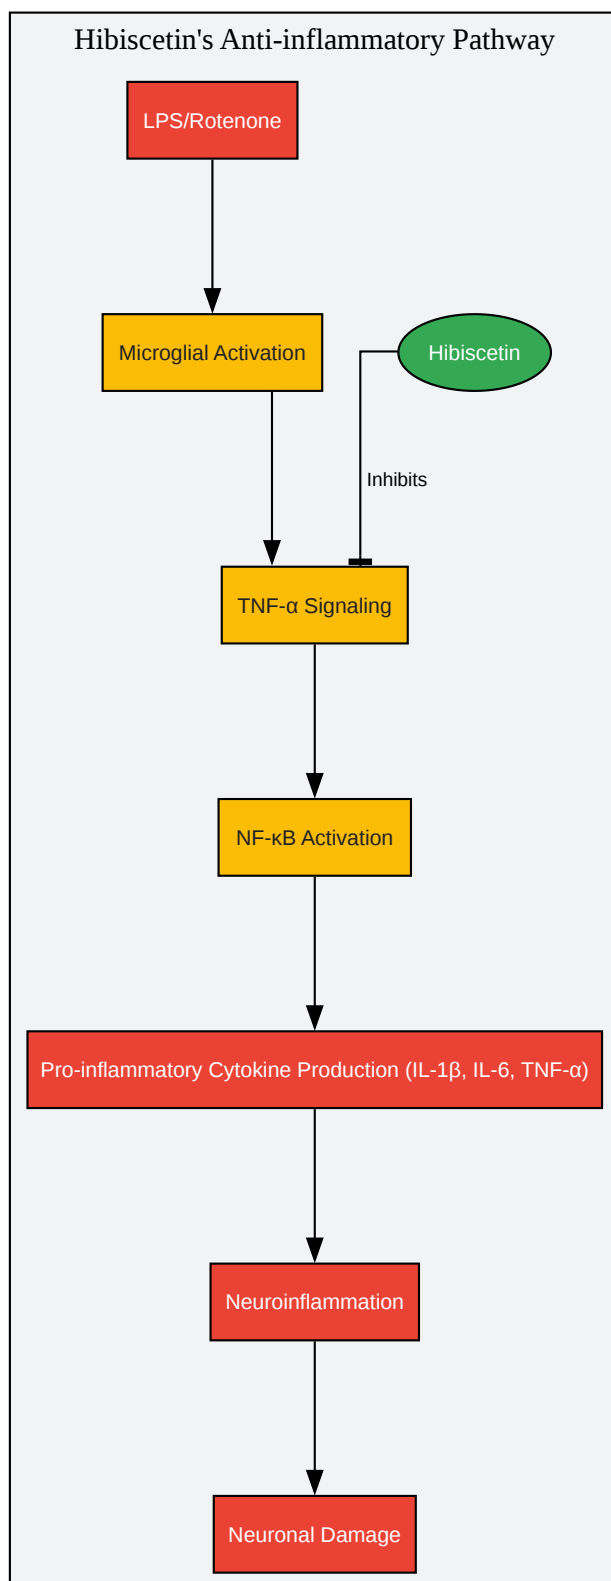 Hibiscetin's Anti-inflammatory Pathway
LPS/Rotenone
Microglial Activation
Hibiscetin
Inhibits
TNF-α Signaling
NF-κB Activation
Pro-inflammatory Cytokine Production (IL-1β, IL-6, TNF-α)
Neuroinflammation
Neuronal Damage